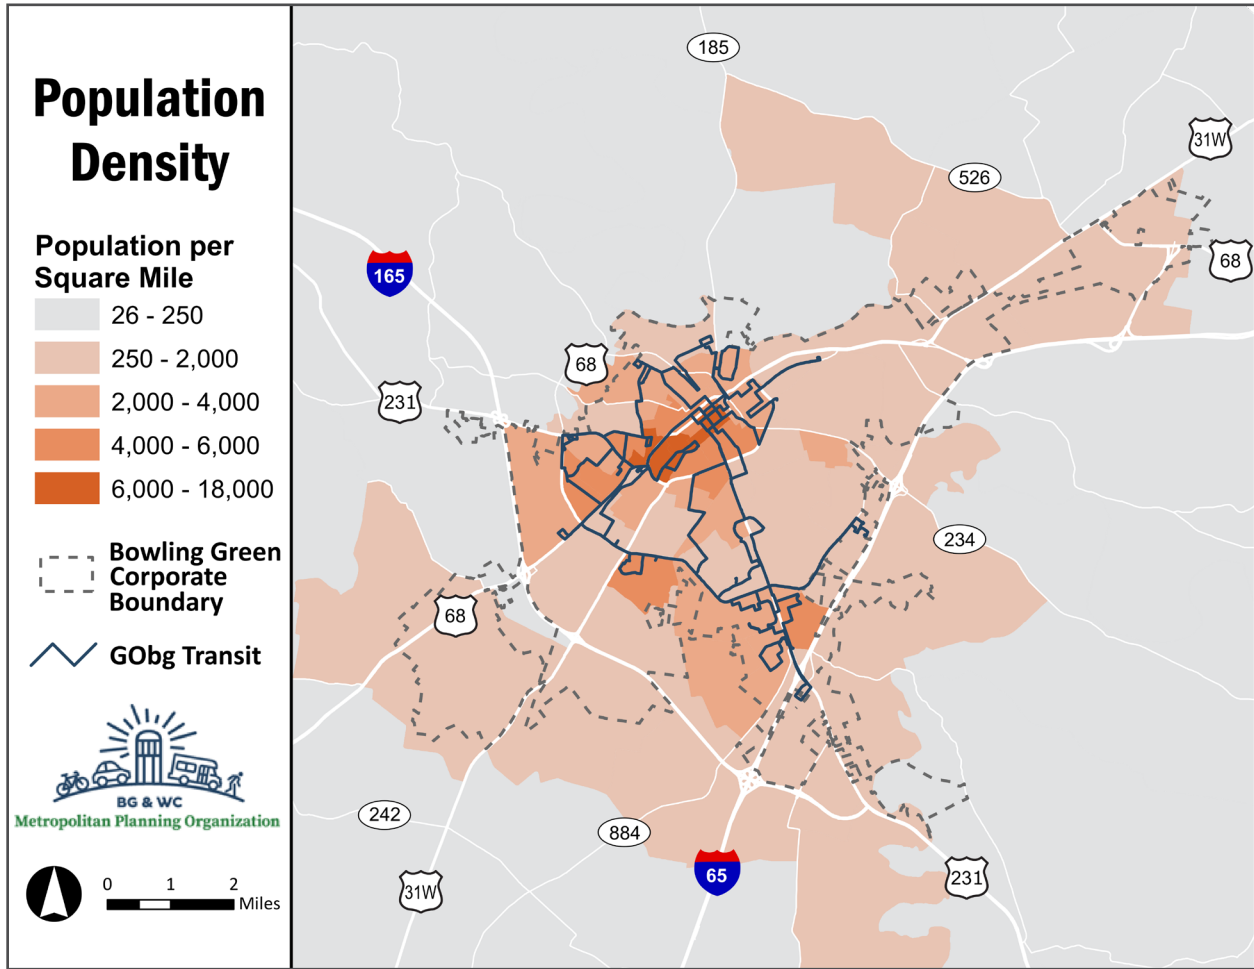 Population
Density
Population per
Square Mile
26 - 250
250 - 2,000
2,000 - 4,000
4,000 - 6,000
6,000 - 18,000
Bowling Green
Corporate
Boundary
GObg Transit
BG & WC
Metropolitan Planning Organization
0 1 2
Miles
185
31W
526
68
165
68
231
234
68
242
884
65
31W
231